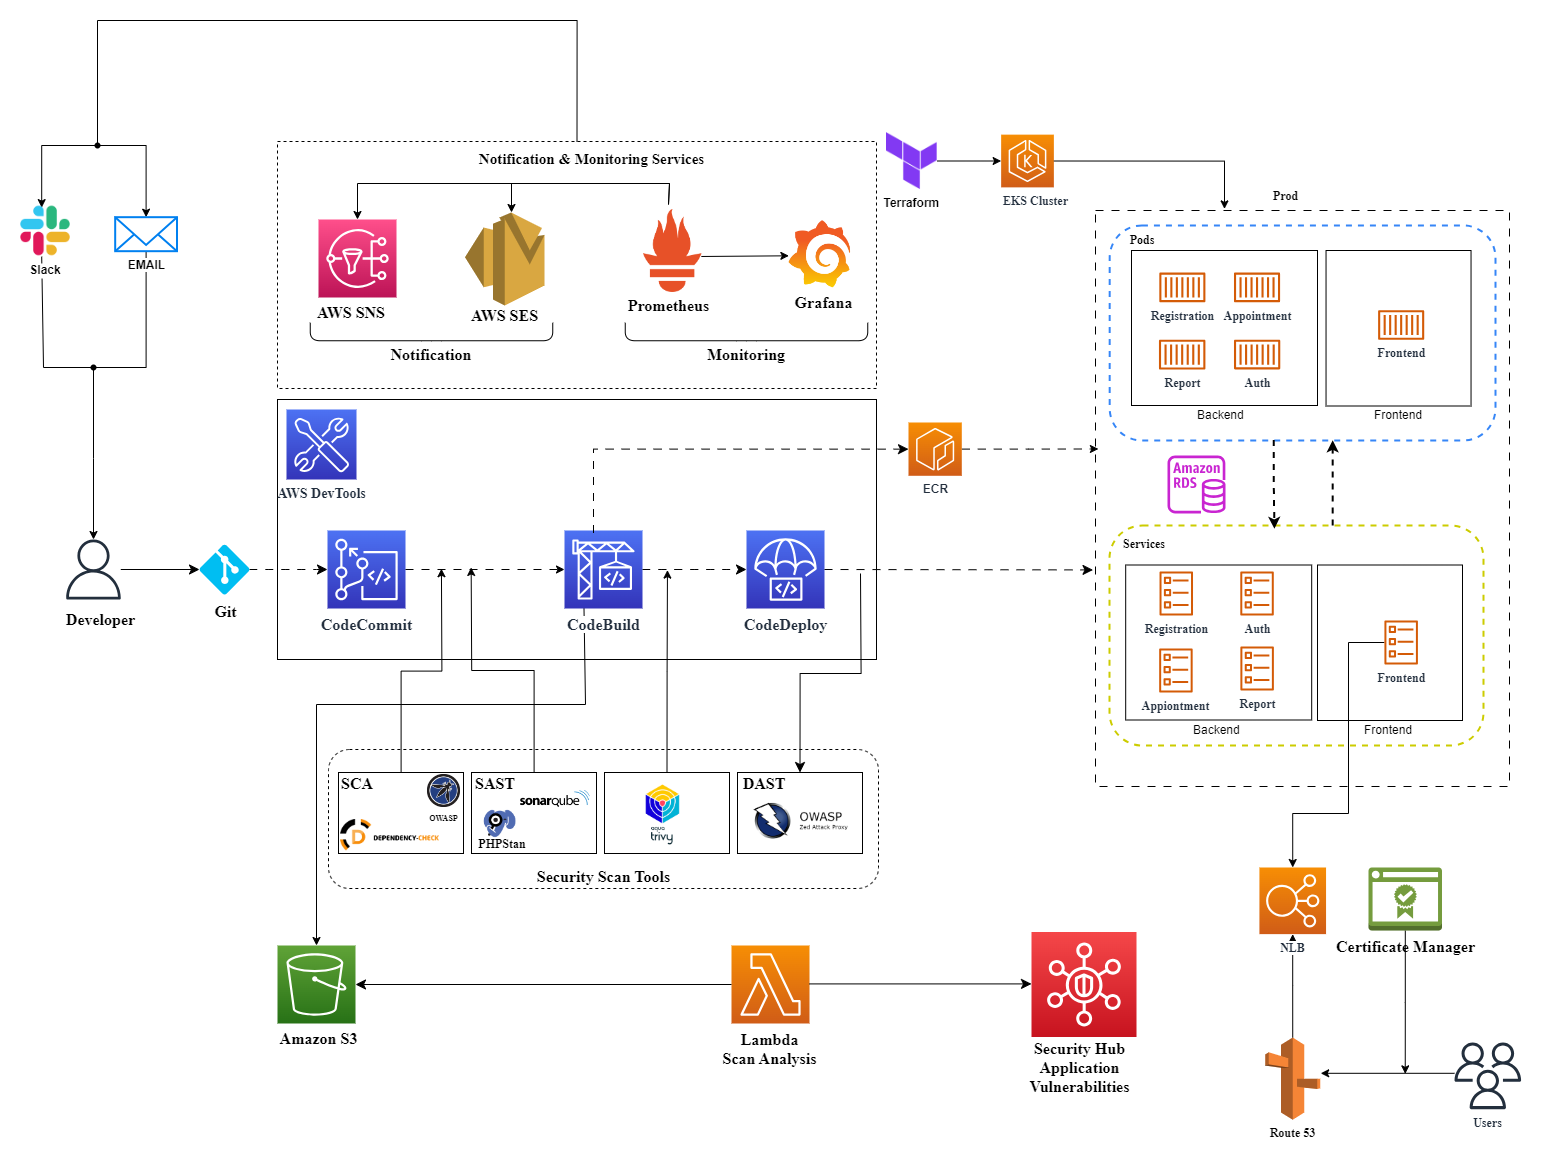 Notification & Monitoring Services
Terraform
EKS Cluster
Prod
Slack
EMAIL
AWS SNS
AWS SES
Prometheus
Grafana
Notification
Monitoring
Pods
Registration
Appointment
Report
Auth
Frontend
Backend
Frontend
AWS DevTools
ECR
Amazon
RDS
CodeCommit
CodeBuild
CodeDeploy
Developer
Git
Services
Registration
Auth
Appiontment
Report
Frontend
Backend
Frontend
SCA
OWASP
DEPENDENCY-CHECK
SAST
sonarqube
PHPStan
aqua
trivy
DAST
OWASP
Zed Attack Proxy
Security Scan Tools
NLB
Certificate Manager
Amazon S3
Lambda
Scan Analysis
Security Hub
Application
Vulnerabilities
Route 53
Users